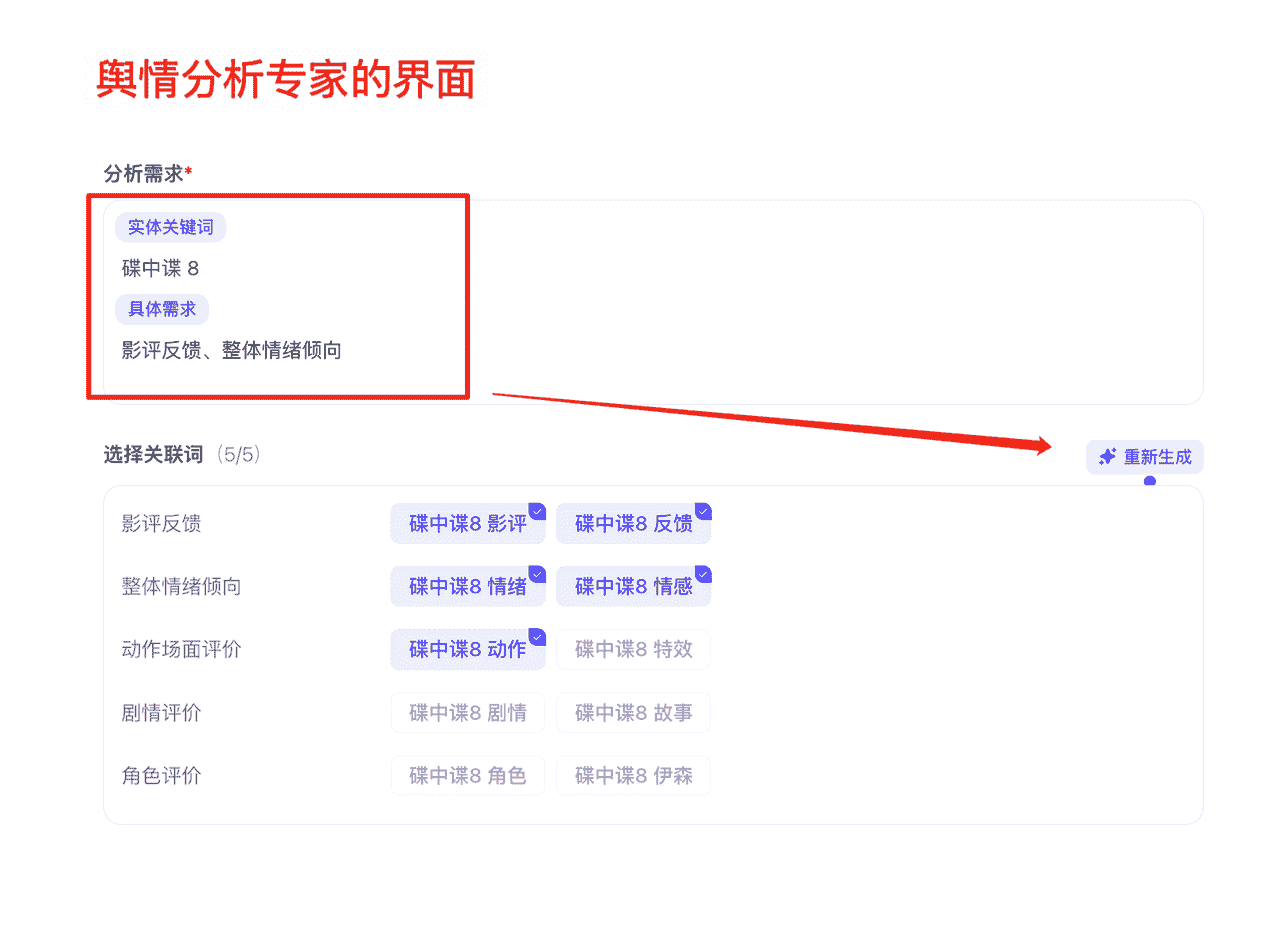 舆情分析专家的界面
分析需求*
实体关键词
碟中谍 8
具体需求
影评反馈、整体情绪倾向
选择关联词（5/5）
重新生成
影评反馈 碟中谍8 影评 碟中谍8 反馈
整体情绪倾向 碟中谍8 情绪 碟中谍8 情感
动作场面评价 碟中谍8 动作 碟中谍8 特效
剧情评价 碟中谍8 剧情 碟中谍8 故事
角色评价 碟中谍8 角色 碟中谍8 伊森